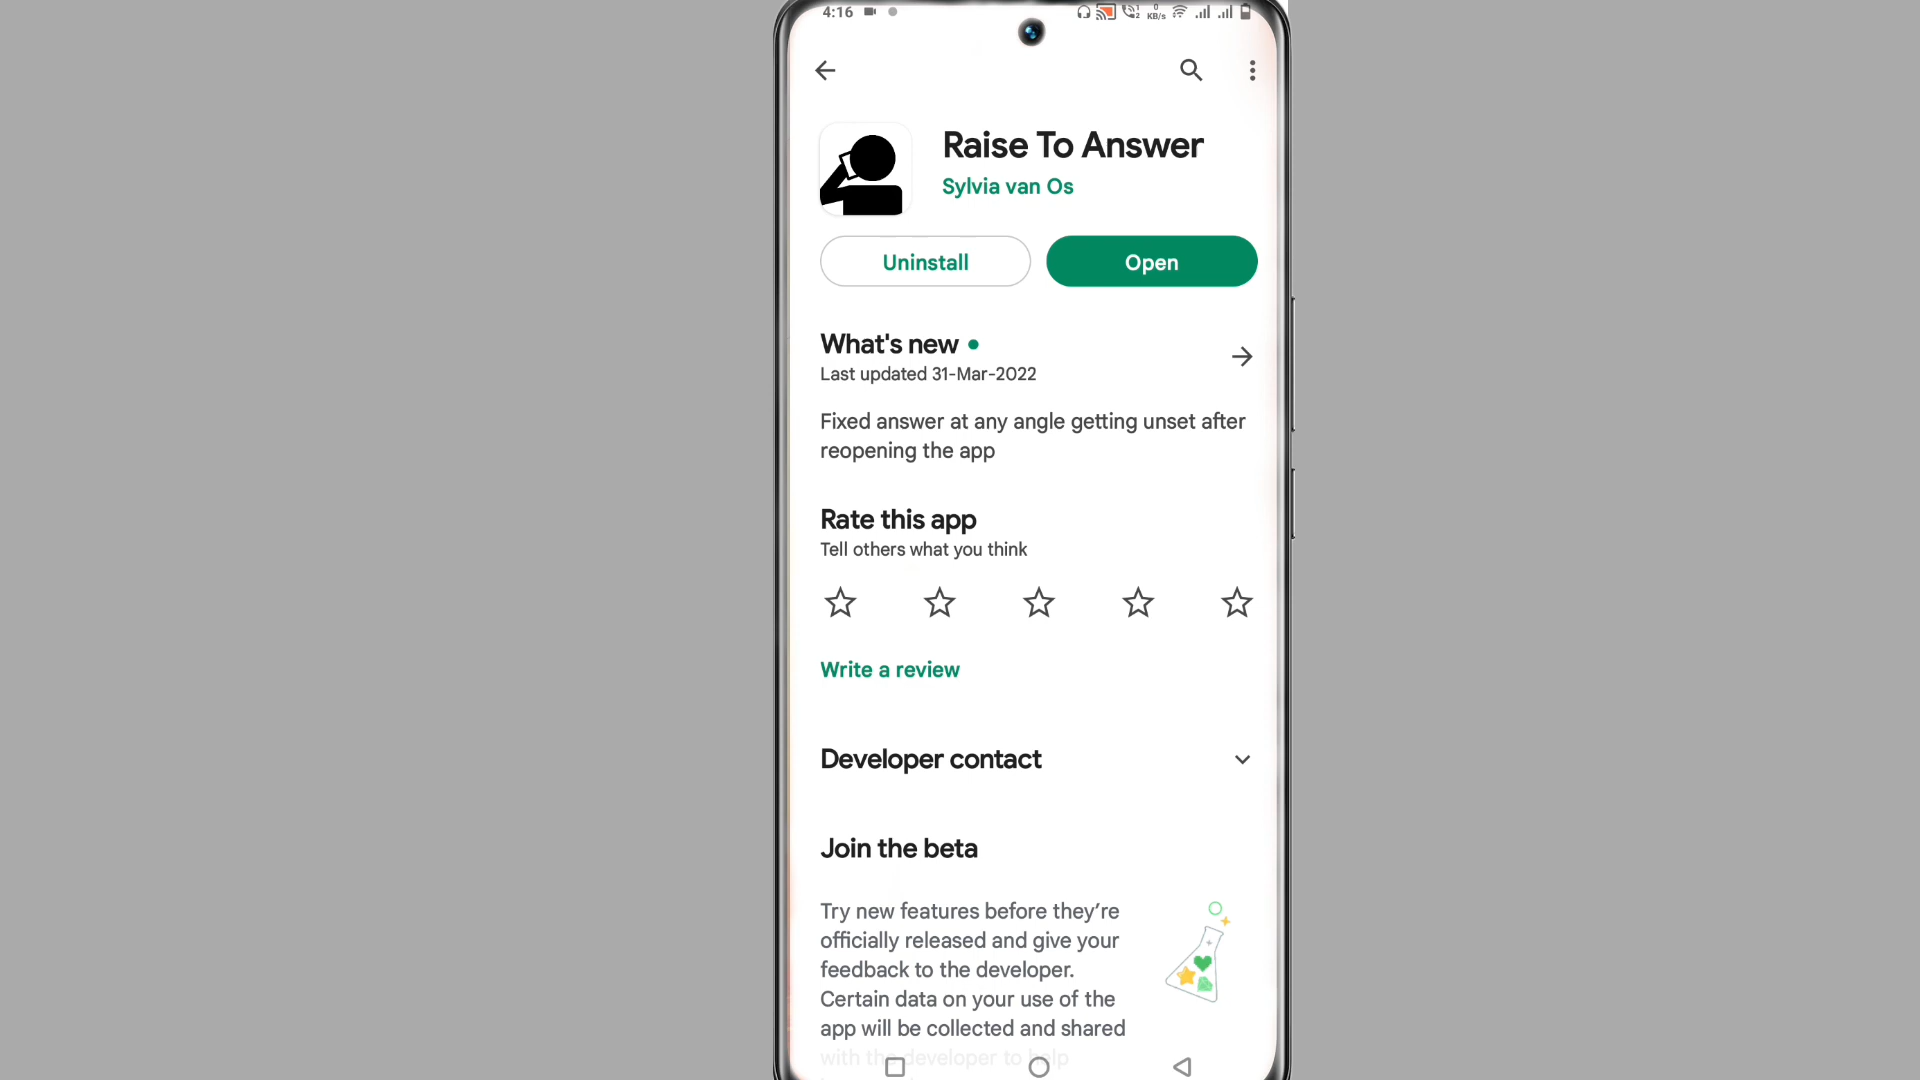 4:16
0
KB/s
Raise To Answer
Sylvia van Os
Uninstall
Open
What's new
Last updated 31-Mar-2022
Fixed answer at any angle getting unset after
reopening the app
Rate this app
Tell others what you think
Write a review
Developer contact
Join the beta
Try new features before they’re
officially released and give your
feedback to the developer.
Certain data on your use of the
app will be collected and shared
with the developer to help